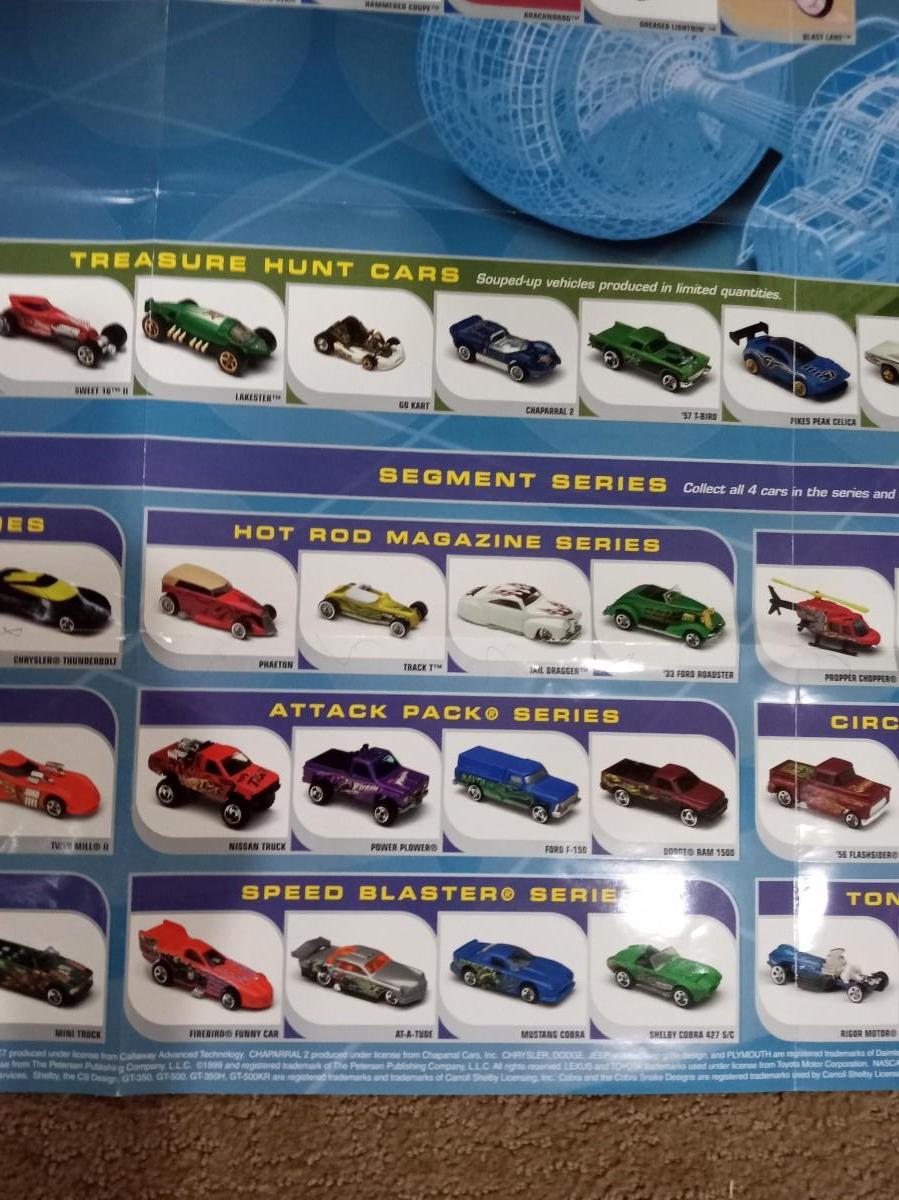 HAMMERED COUPE™
ARACHNOROD™
GREASED LIGHTNIN'™
BLAST LANE™
TREASURE HUNT CARS Souped-up vehicles produced in limited quantities.
SWEET 16™ II
LAKESTER™
GO KART
CHAPARRAL 2
'57 T-BIRD
PIKES PEAK CELICA
SEGMENT SERIES Collect all 4 cars in the series and
IES
HOT ROD MAGAZINE SERIES
CHRYSLER® THUNDERBOLT
PHAETON
TRACK T™
TAIL DRAGGER™
'33 FORD ROADSTER
PROPPER CHOPPER®
ATTACK PACK® SERIES
CIRC
TWIN MILL® II
NISSAN TRUCK
POWER PLOWER®
FORD F-150
DODGE® RAM 1500
'56 FLASHSIDER®
SPEED BLASTER® SERIE
TON
MINI TRUCK
FIREBIRD® FUNNY CAR
AT-A-TUDE
MUSTANG COBRA
SHELBY COBRA 427 S/C
RIGOR MOTOR®
7 produced under license from Callaway Advanced Technology. CHAPARRAL 2 produced under license from Chaparral Cars, Inc. CHRYSLER, DODGE, JEEP design, and PLYMOUTH are registered trademarks of Daimle
se from The Petersen Publishing Company, L.L.C. ©1999 and registered trademark of The Petersen Publishing Company, L.L.C. All rights reserved. LEXUS and TOYOTA trademarks used under license from Toyota Motor Corporation. NASCA
rvices. Shelby, the CS Design, GT-350, GT-500, GT-350H, GT-500KR are registered trademarks and trademarks of Carroll Shelby Licensing, Inc. Cobra and the Cobra Snake Designs are registered trademarks used by Carroll Shelby Licensi